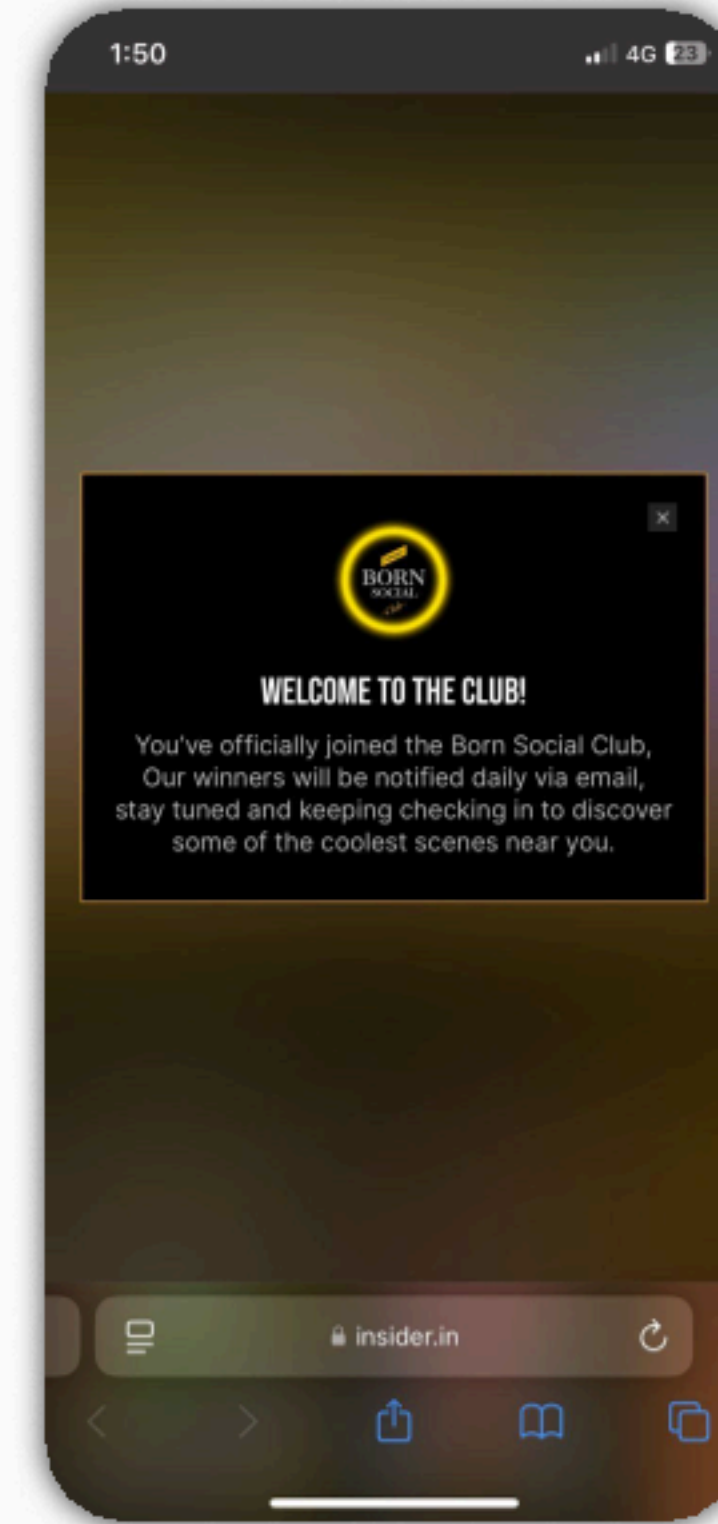 1:50
4G 23
BORN
SOCIAL
Club
WELCOME TO THE CLUB!
You've officially joined the Born Social Club,
Our winners will be notified daily via email,
stay tuned and keeping checking in to discover
some of the coolest scenes near you.
insider.in